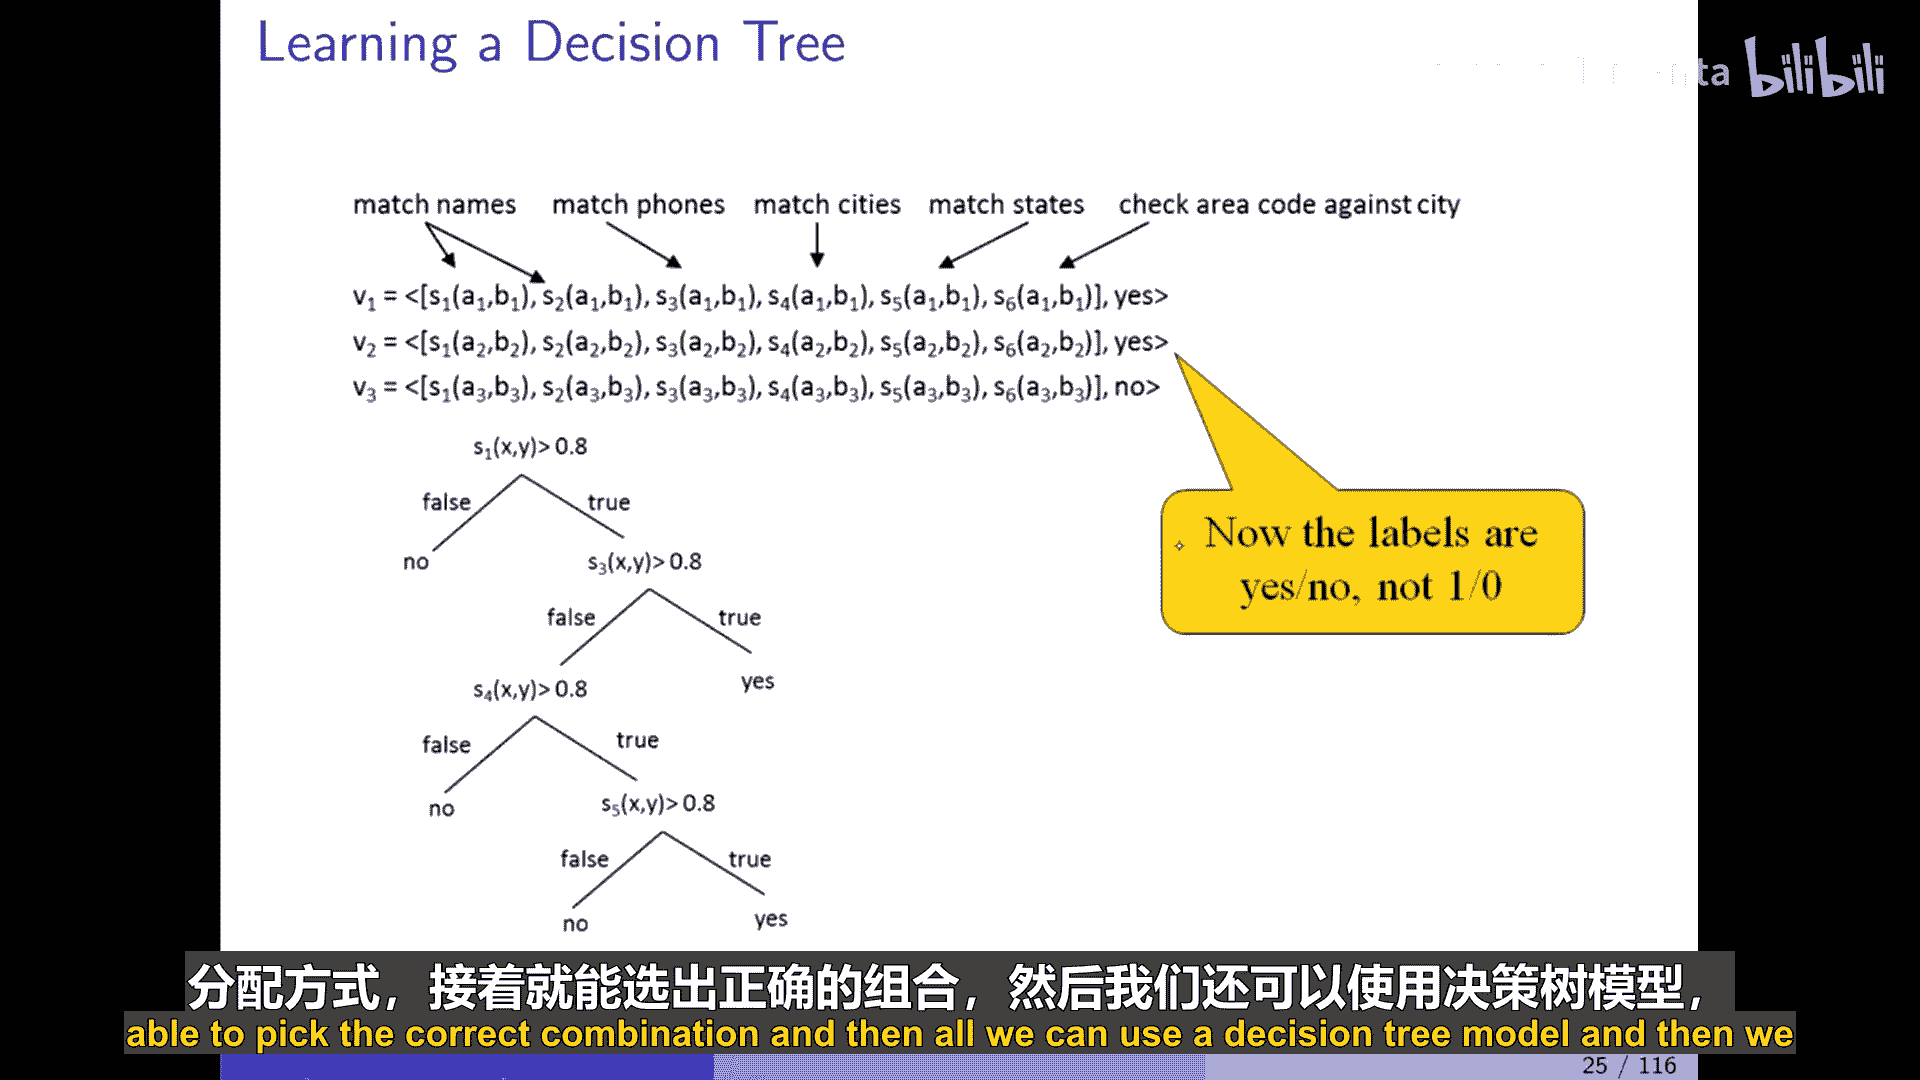 Learning a Decision Tree
ta bilibili
match names match phones match cities match states check area code against city
v₁ = <[s₁(a₁,b₁), s₂(a₁,b₁), s₃(a₁,b₁), s₄(a₁,b₁), s₅(a₁,b₁), s₆(a₁,b₁)], yes>
v₂ = <[s₁(a₂,b₂), s₂(a₂,b₂), s₃(a₂,b₂), s₄(a₂,b₂), s₅(a₂,b₂), s₆(a₂,b₂)], yes>
v₃ = <[s₁(a₃,b₃), s₂(a₃,b₃), s₃(a₃,b₃), s₄(a₃,b₃), s₅(a₃,b₃), s₆(a₃,b₃)], no>
s₁(x,y)> 0.8
false true
no s₃(x,y)> 0.8
false true
s₄(x,y)> 0.8 yes
false true
no s₅(x,y)> 0.8
false true
no yes
Now the labels are
yes/no, not 1/0
分配方式，接着就能选出正确的组合，然后我们还可以使用决策树模型，
able to pick the correct combination and then all we can use a decision tree model and then we
25 / 116